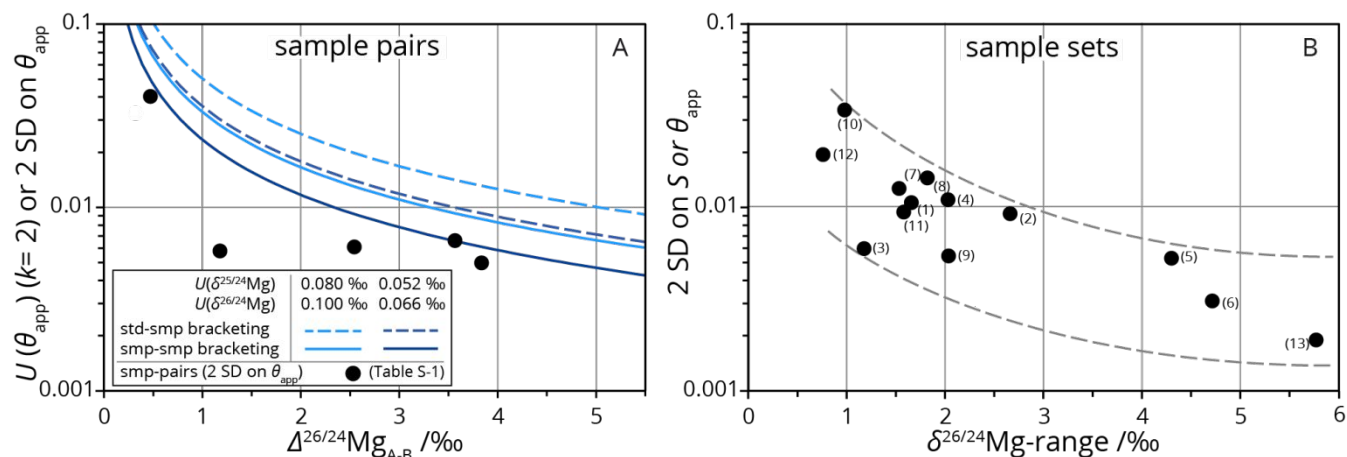 0.1
0.01
0.001
U (θapp) (k= 2) or 2 SD on θapp
sample pairs
A
U(δ25/24Mg) 0.080 ‰ 0.052 ‰
U(δ26/24Mg) 0.100 ‰ 0.066 ‰
std-smp bracketing
smp-smp bracketing
smp-pairs (2 SD on θapp) (Table S-1)
0 1 2 3 4 5
Δ26/24MgA-B /‰
0.1
0.01
0.001
2 SD on S or θapp
sample sets
B
(10)
(12)
(7)
(8)
(4)
(1)
(11)
(2)
(3)
(9)
(5)
(6)
(13)
0 1 2 3 4 5 6
δ26/24Mg-range /‰